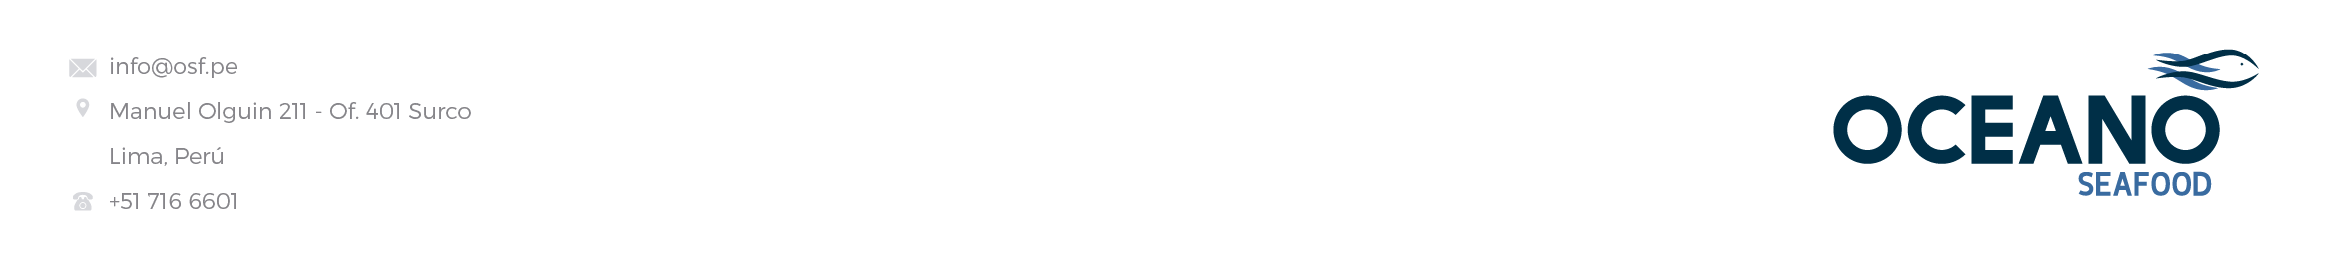 info@osf.pe
Manuel Olguin 211 - Of. 401 Surco
Lima, Perú
+51 716 6601
OCEANO
SEAFOOD